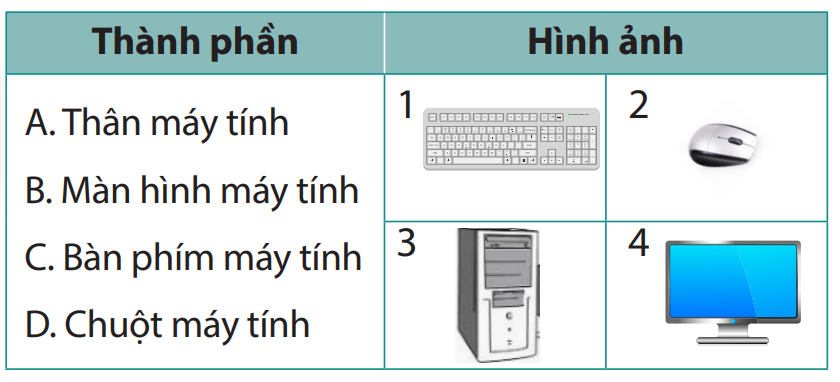 Thành phần
Hình ảnh
A. Thân máy tính
B. Màn hình máy tính
C. Bàn phím máy tính
D. Chuột máy tính
1
2
3
4